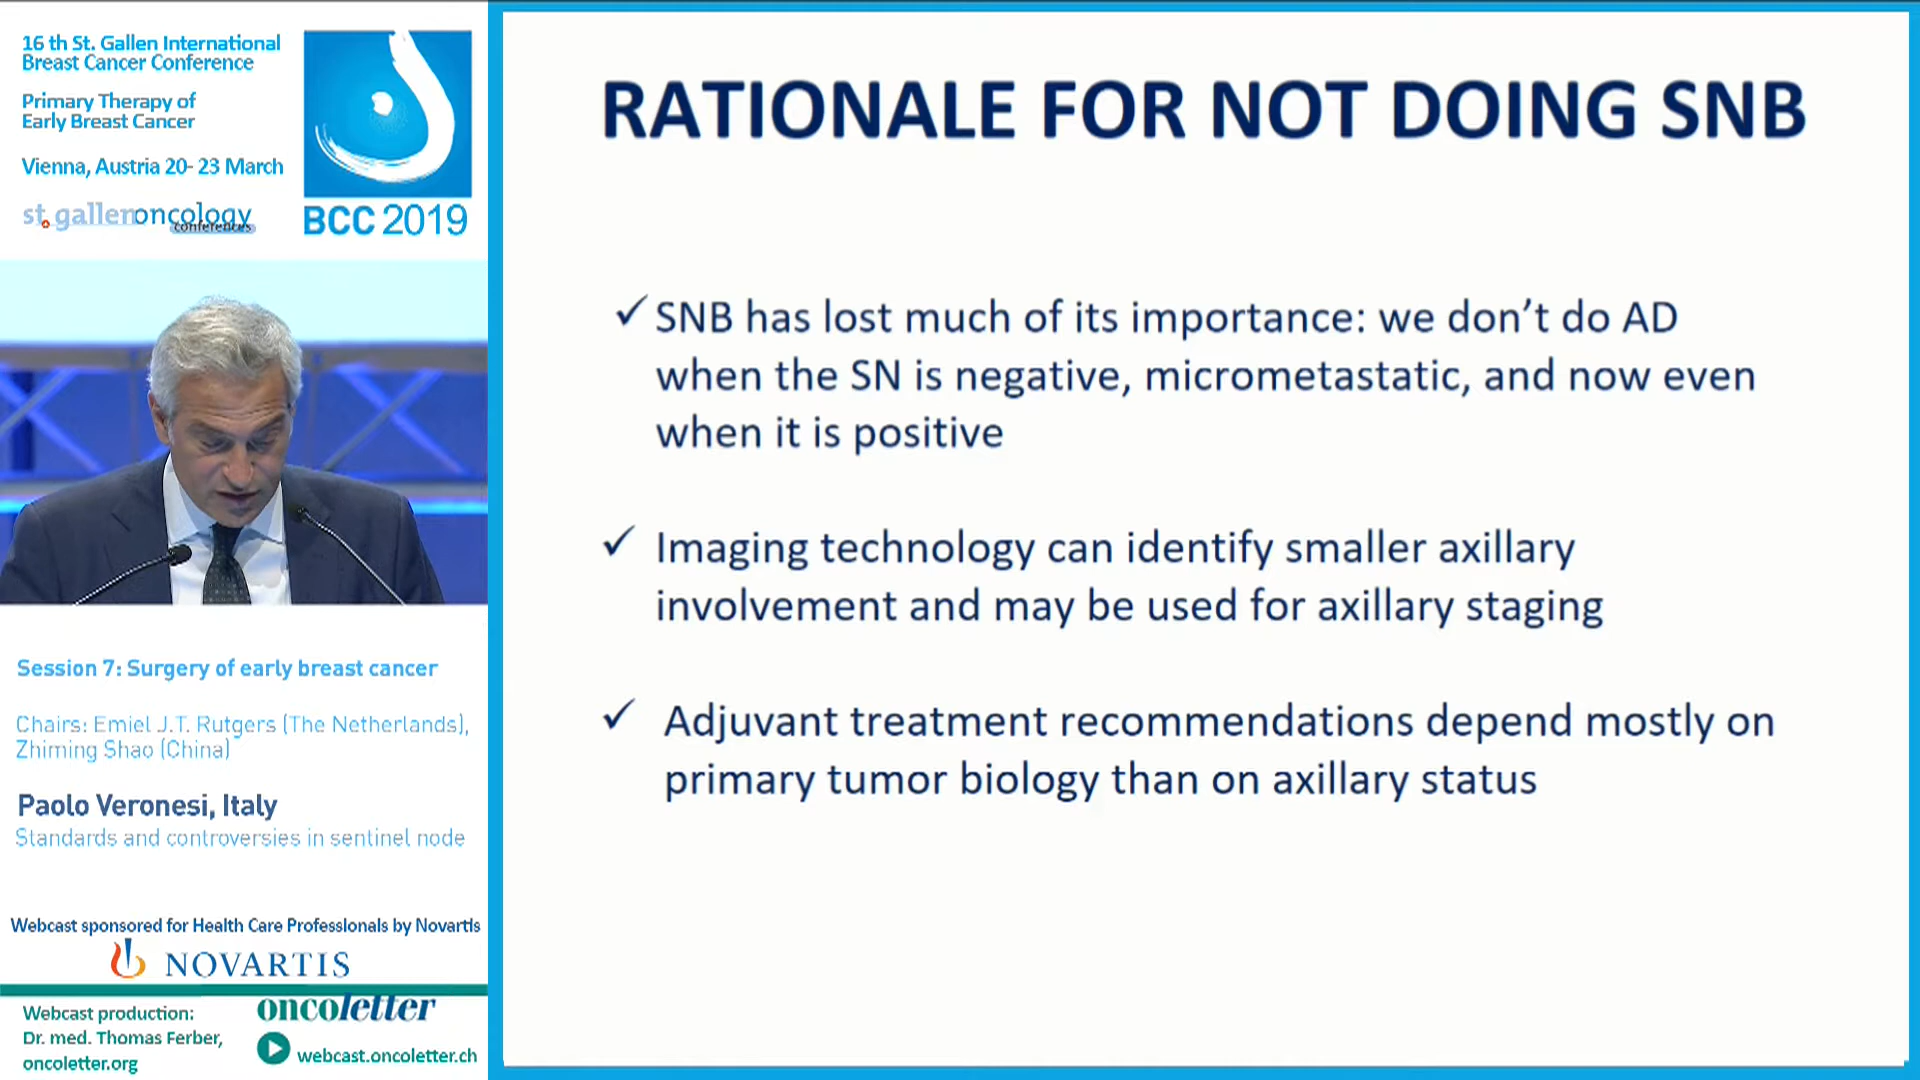 16 th St. Gallen International
Breast Cancer Conference
Primary Therapy of
Early Breast Cancer
Vienna, Austria 20- 23 March
st.gallenoncology
conferences
BCC 2019
Session 7: Surgery of early breast cancer
Chairs: Emiel J.T. Rutgers (The Netherlands),
Zhiming Shao (China)
Paolo Veronesi, Italy
Standards and controversies in sentinel node
Webcast sponsored for Health Care Professionals by Novartis
NOVARTIS
Webcast production:
Dr. med. Thomas Ferber,
oncoletter.org
oncoletter
webcast.oncoletter.ch
RATIONALE FOR NOT DOING SNB
✓ SNB has lost much of its importance: we don’t do AD
when the SN is negative, micrometastatic, and now even
when it is positive
✓ Imaging technology can identify smaller axillary
involvement and may be used for axillary staging
✓ Adjuvant treatment recommendations depend mostly on
primary tumor biology than on axillary status